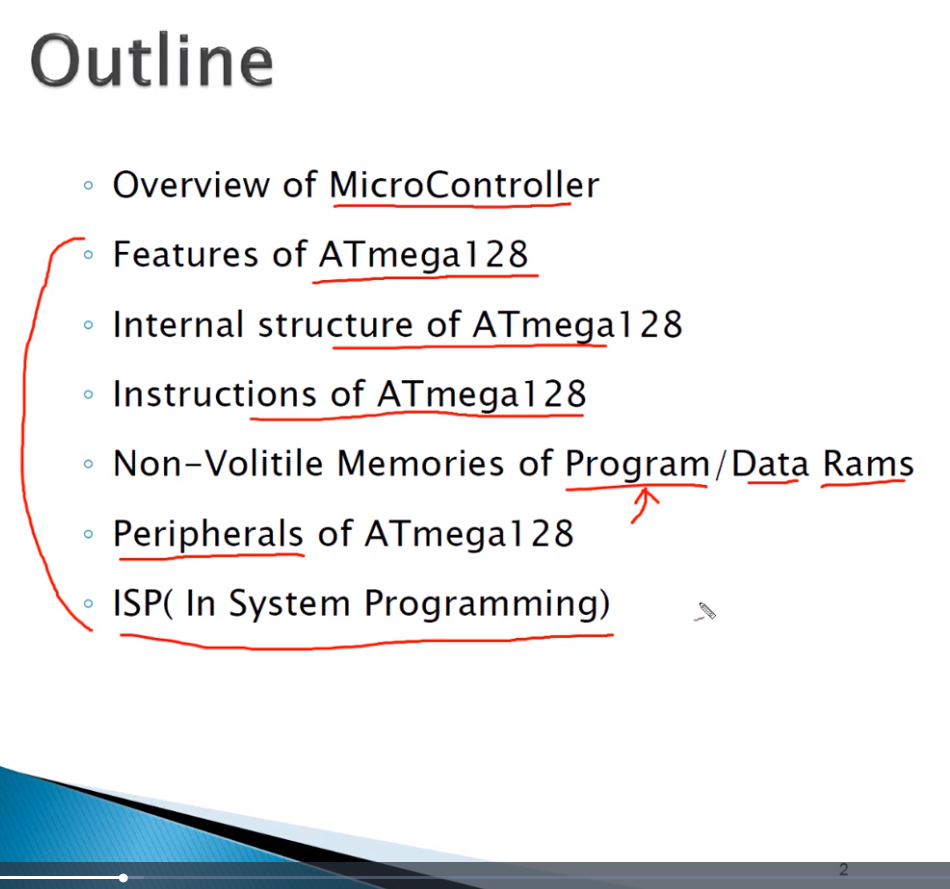 Outline
Overview of MicroController
Features of ATmega128
Internal structure of ATmega128
Instructions of ATmega128
Non-Volitile Memories of Program/Data Rams
Peripherals of ATmega128
ISP( In System Programming)
2